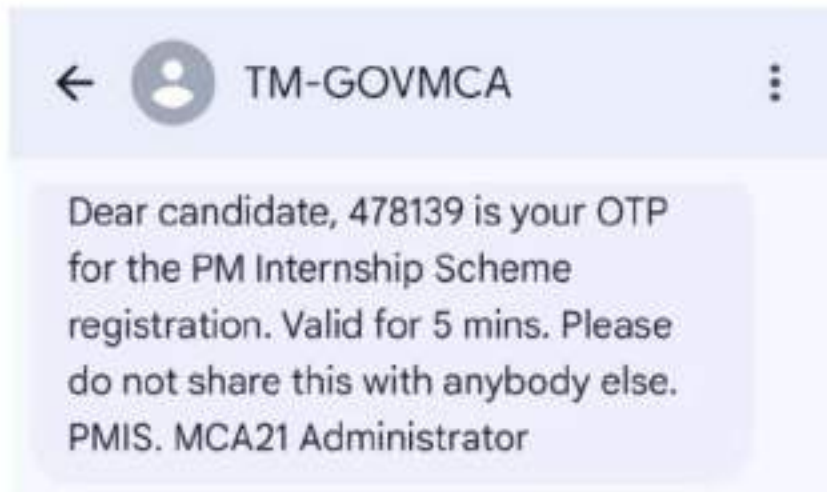 TM-GOVMCA
Dear candidate, 478139 is your OTP
for the PM Internship Scheme
registration. Valid for 5 mins. Please
do not share this with anybody else.
PMIS. MCA21 Administrator